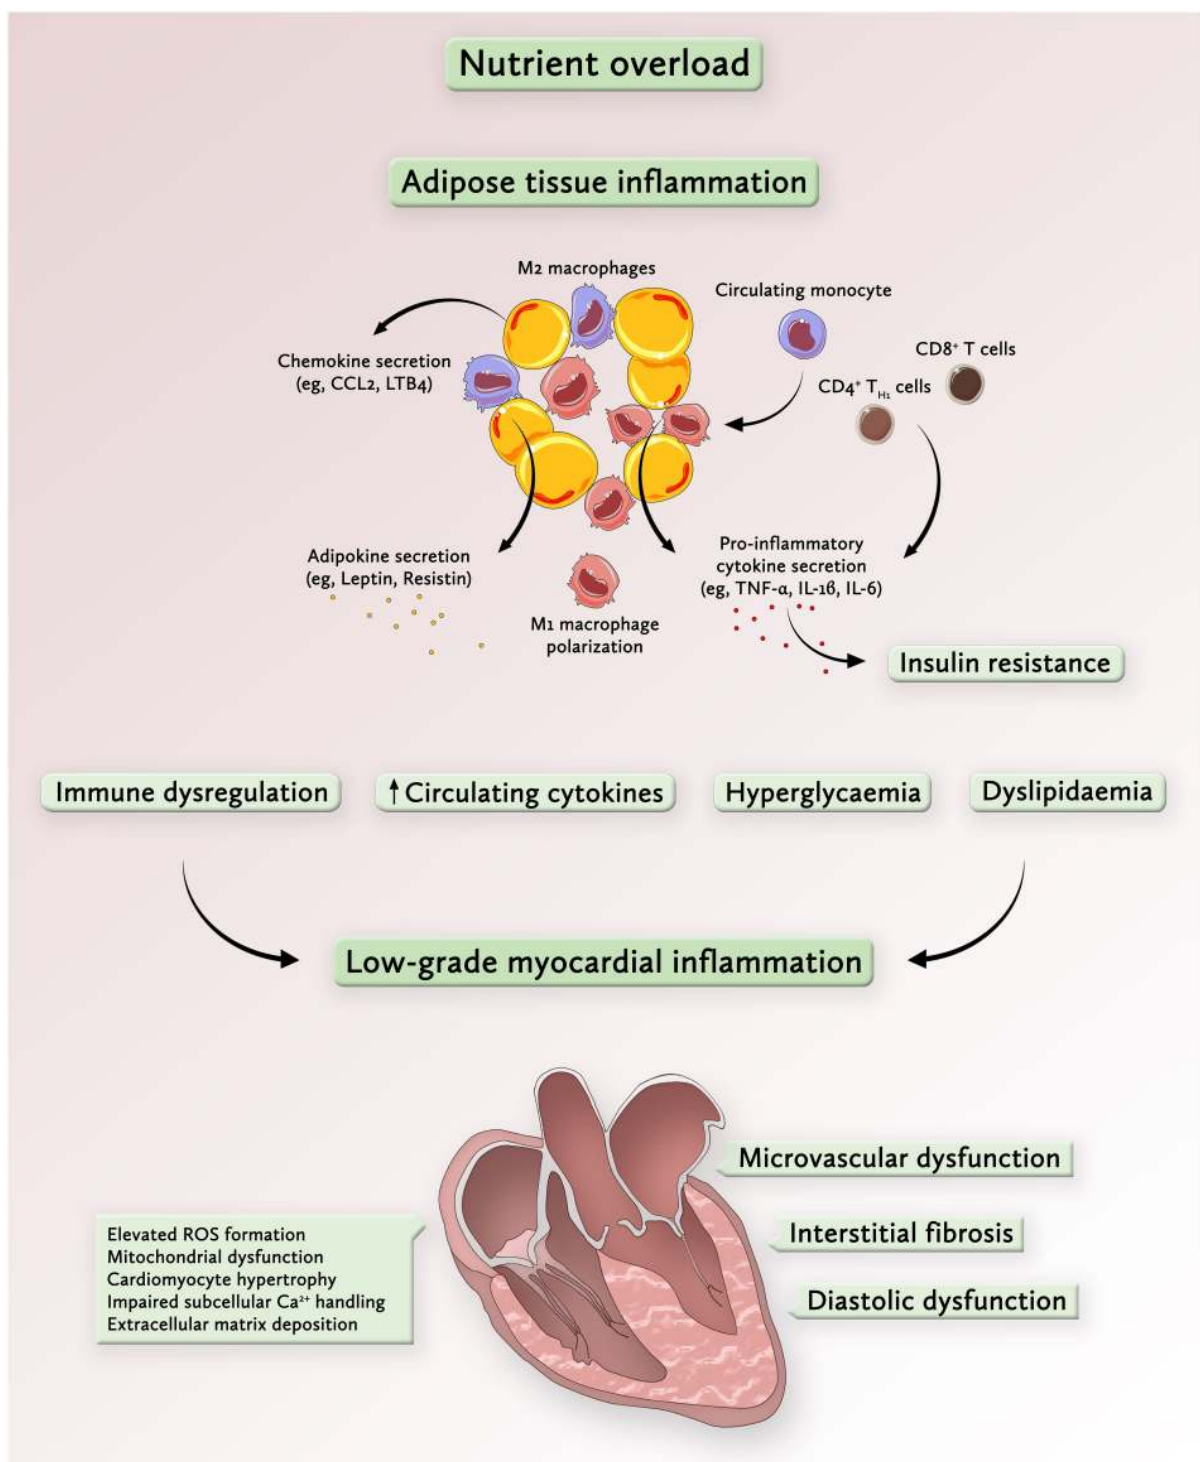 Nutrient overload
Adipose tissue inflammation
M2 macrophages
Circulating monocyte
CD8⁺ T cells
CD4⁺ T_H1 cells
Chemokine secretion
(eg, CCL2, LTB4)
Adipokine secretion
(eg, Leptin, Resistin)
M1 macrophage
polarization
Pro-inflammatory
cytokine secretion
(eg, TNF-α, IL-1β, IL-6)
Insulin resistance
Immune dysregulation
↑ Circulating cytokines
Hyperglycaemia
Dyslipidaemia
Low-grade myocardial inflammation
Microvascular dysfunction
Interstitial fibrosis
Diastolic dysfunction
Elevated ROS formation
Mitochondrial dysfunction
Cardiomyocyte hypertrophy
Impaired subcellular Ca²⁺ handling
Extracellular matrix deposition